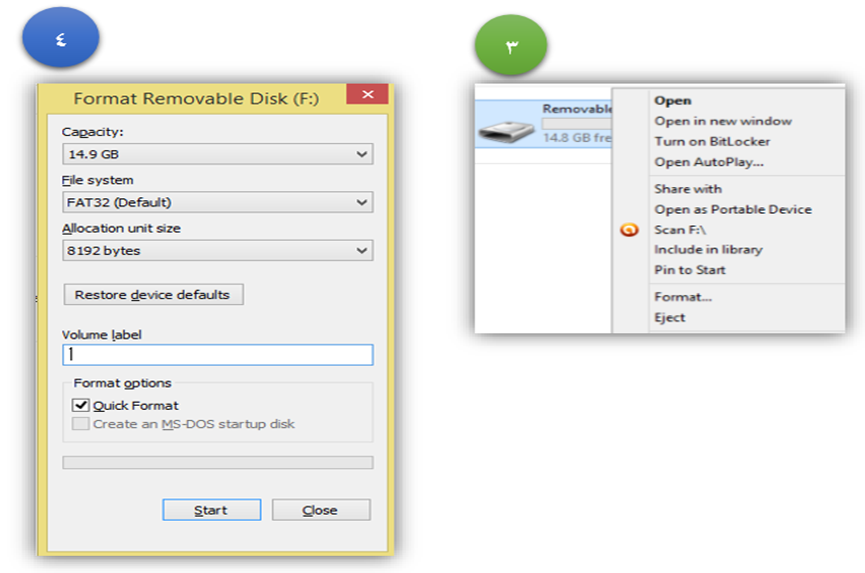 ٣
Removable
14.8 GB fre
Open
Open in new window
Turn on BitLocker
Open AutoPlay...
Share with
Open as Portable Device
Scan F:\
Include in library
Pin to Start
Format...
Eject
٤
Format Removable Disk (F:)
Capacity:
14.9 GB
File system
FAT32 (Default)
Allocation unit size
8192 bytes
Restore device defaults
Volume label
Format options
Quick Format
Create an MS-DOS startup disk
Start
Close